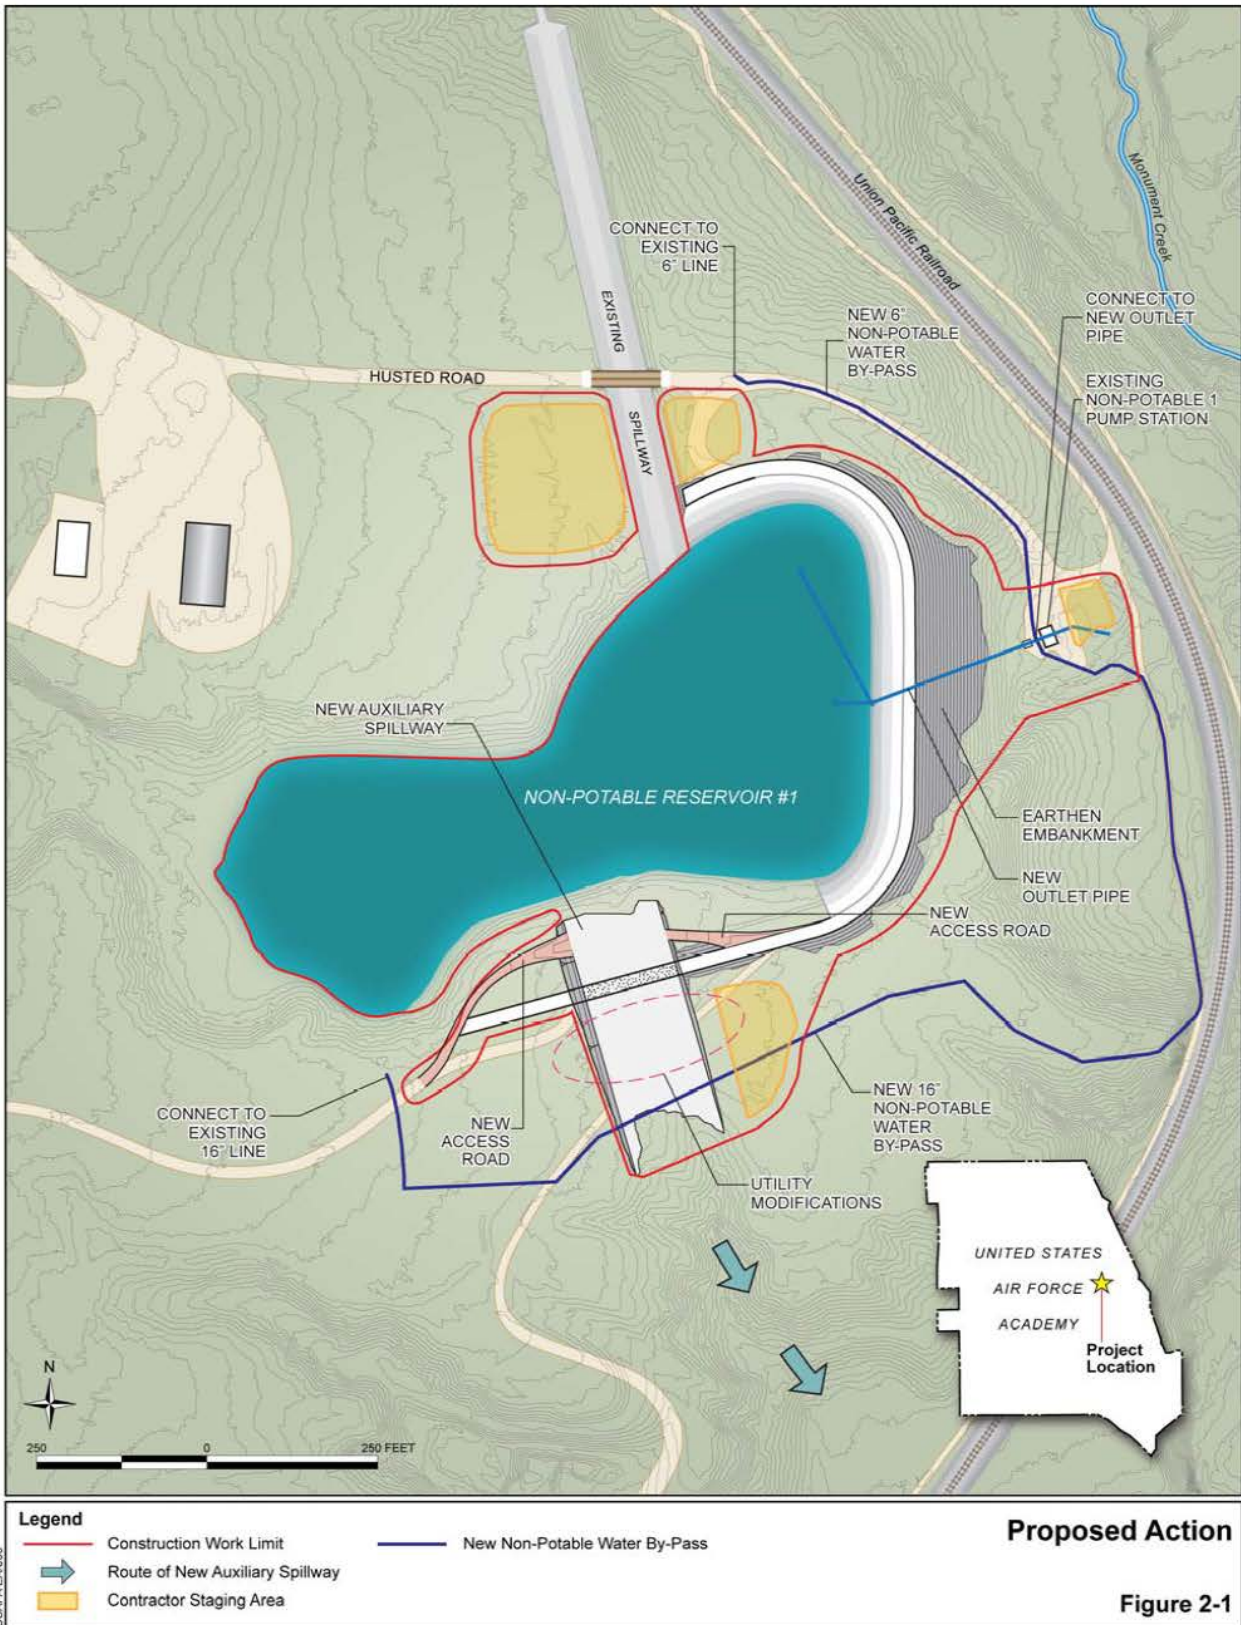 Union Pacific Railroad
Monument Creek
CONNECT TO
EXISTING
6" LINE
NEW 6"
NON-POTABLE
WATER
BY-PASS
CONNECT TO
NEW OUTLET
PIPE
EXISTING
NON-POTABLE 1
PUMP STATION
HUSTED ROAD
EXISTING
SPILLWAY
NEW AUXILIARY
SPILLWAY
NON-POTABLE RESERVOIR #1
EARTHEN
EMBANKMENT
NEW
OUTLET PIPE
NEW
ACCESS ROAD
CONNECT TO
EXISTING
16" LINE
NEW
ACCESS
ROAD
NEW 16"
NON-POTABLE
WATER
BY-PASS
UTILITY
MODIFICATIONS
UNITED STATES
AIR FORCE
ACADEMY
Project
Location
N
250 0 250 FEET
Legend
Construction Work Limit
New Non-Potable Water By-Pass
Route of New Auxiliary Spillway
Contractor Staging Area
Proposed Action
Figure 2-1